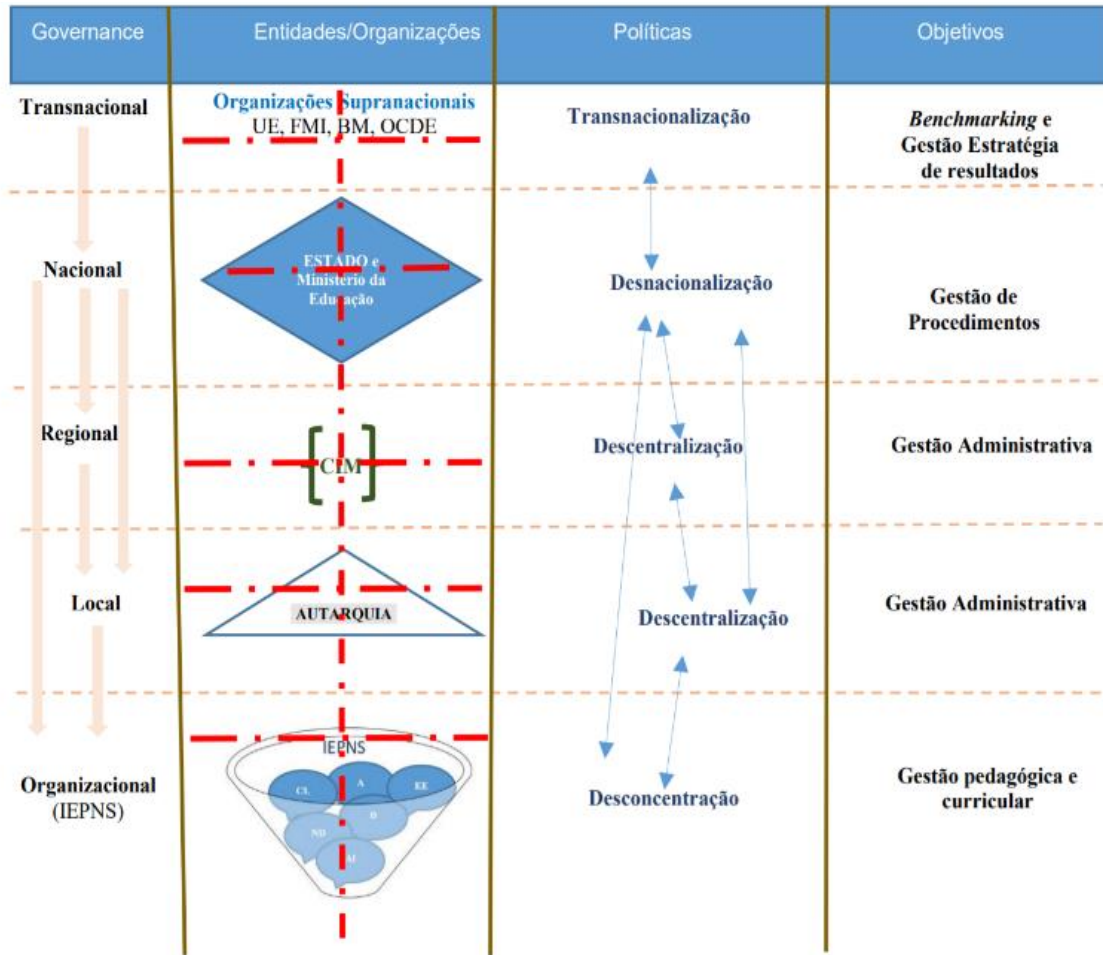 Governance
Entidades/Organizações
Políticas
Objetivos
Transnacional
Organizações Supranacionais
UE, FMI, BM, OCDE
Transnacionalização
Benchmarking e
Gestão Estratégia
de resultados
Nacional
ESTADO e
Ministério da
Educação
Desnacionalização
Gestão de
Procedimentos
Regional
CIM
Descentralização
Gestão Administrativa
Local
AUTARQUIA
Descentralização
Gestão Administrativa
Organizacional
(IEPNS)
IEPNS
CL
A
EE
D
ND
AI
Desconcentração
Gestão pedagógica e
curricular